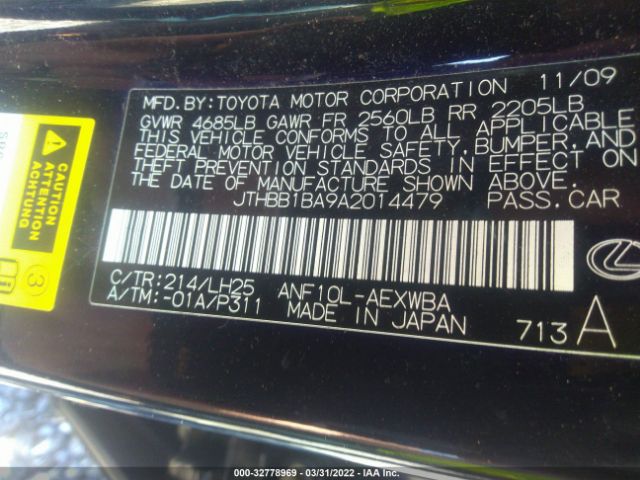 MFD. BY: TOYOTA MOTOR CORPORATION 11/09
GVWR 4685LB GAWR FR 2560LB RR 2205LB
THIS VEHICLE CONFORMS TO ALL APPLICABLE
FEDERAL MOTOR VEHICLE SAFETY, BUMPER, AND
THEFT PREVENTION STANDARDS IN EFFECT ON
THE DATE OF MANUFACTURE SHOWN ABOVE.
JTHBB1BA9A2014479 PASS. CAR
C/TR: 214/LH25 ANF10L-AEXWBA
A/TM: -01A/P311 MADE IN JAPAN 713 A
CAUTION
ATTENTION
ACHTUNG
3
000-32778969 - 03/31/2022 - IAA Inc.